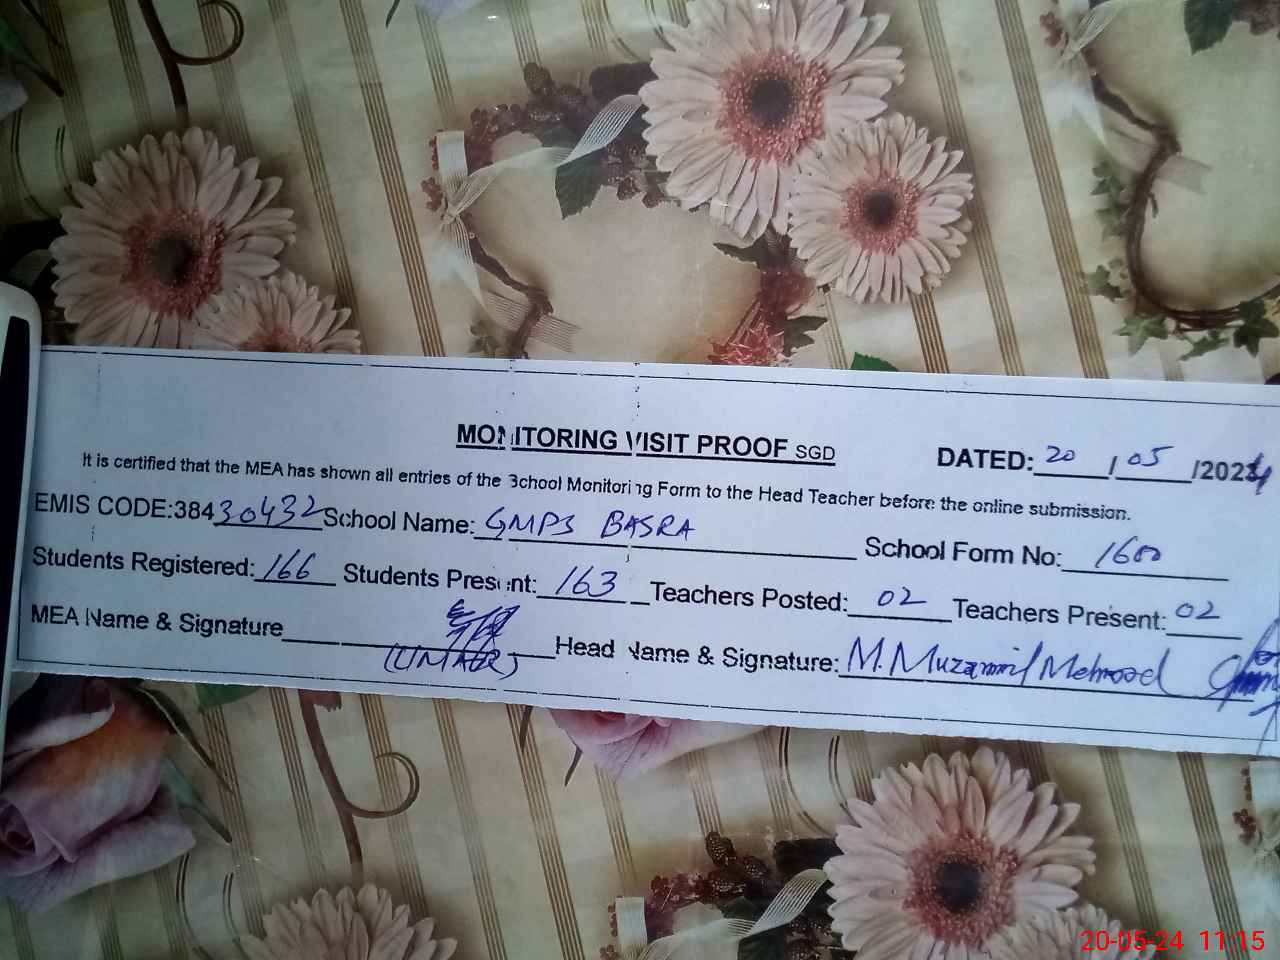 MONITORING VISIT PROOF SGD DATED: 20 / 05 /2024
It is certified that the MEA has shown all entries of the School Monitoring Form to the Head Teacher before the online submission.
EMIS CODE:38430432 School Name: GMPS BASRA School Form No: 1600
Students Registered: 166 Students Present: 163 Teachers Posted: 02 Teachers Present: 02
MEA Name & Signature (UMAER) Head Name & Signature: M. Muzammil Mehmood
20-05-24 11:15